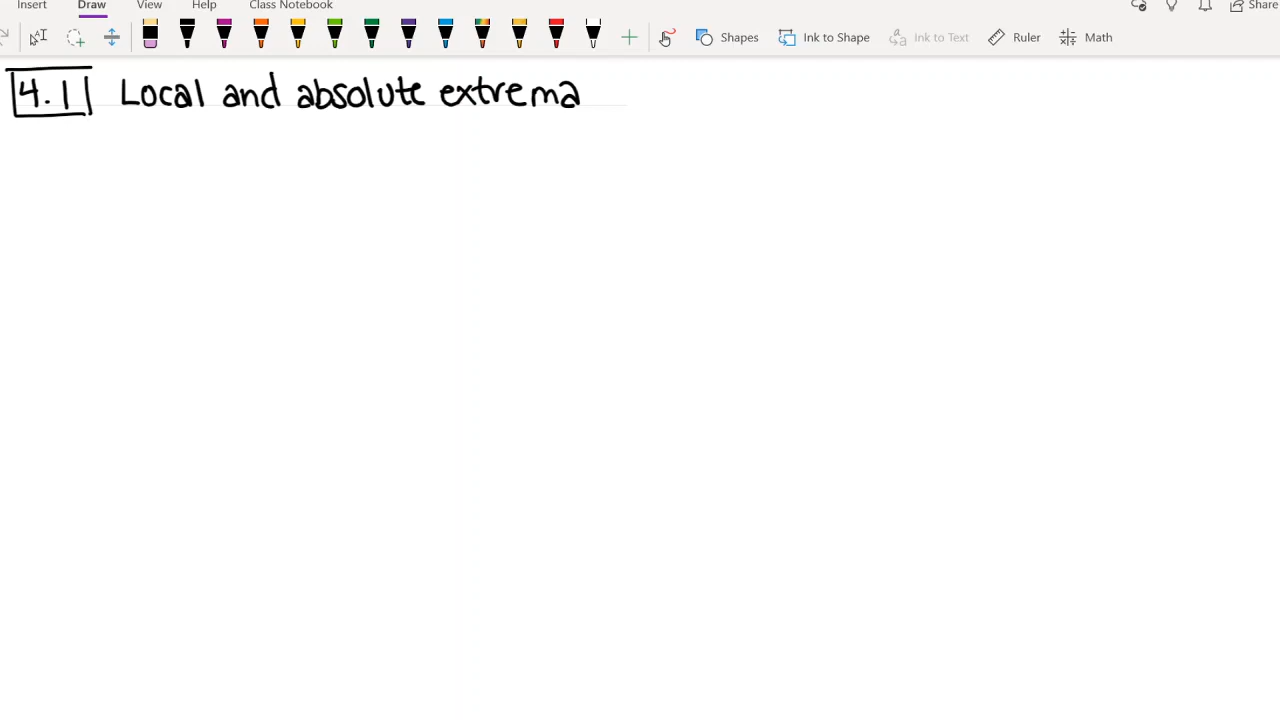 Insert Draw View Help Class Notebook Share
Shapes Ink to Shape Ink to Text Ruler Math
4.1 Local and absolute extrema